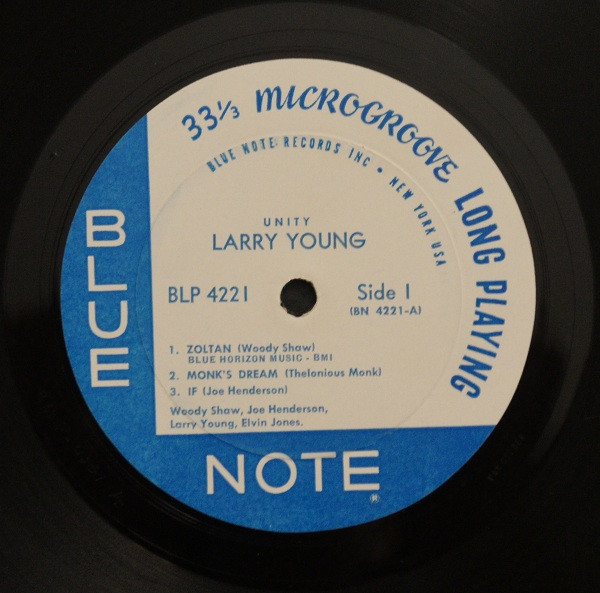 33⅓ MICROGROOVE LONG PLAYING
BLUE NOTE RECORDS INC • NEW YORK USA
UNITY
LARRY YOUNG
BLP 4221
Side 1
(BN 4221-A)
1. ZOLTAN (Woody Shaw)
BLUE HORIZON MUSIC - BMI
2. MONK'S DREAM (Thelonious Monk)
3. IF (Joe Henderson)
Woody Shaw, Joe Henderson,
Larry Young, Elvin Jones.
BLUE
NOTE
®